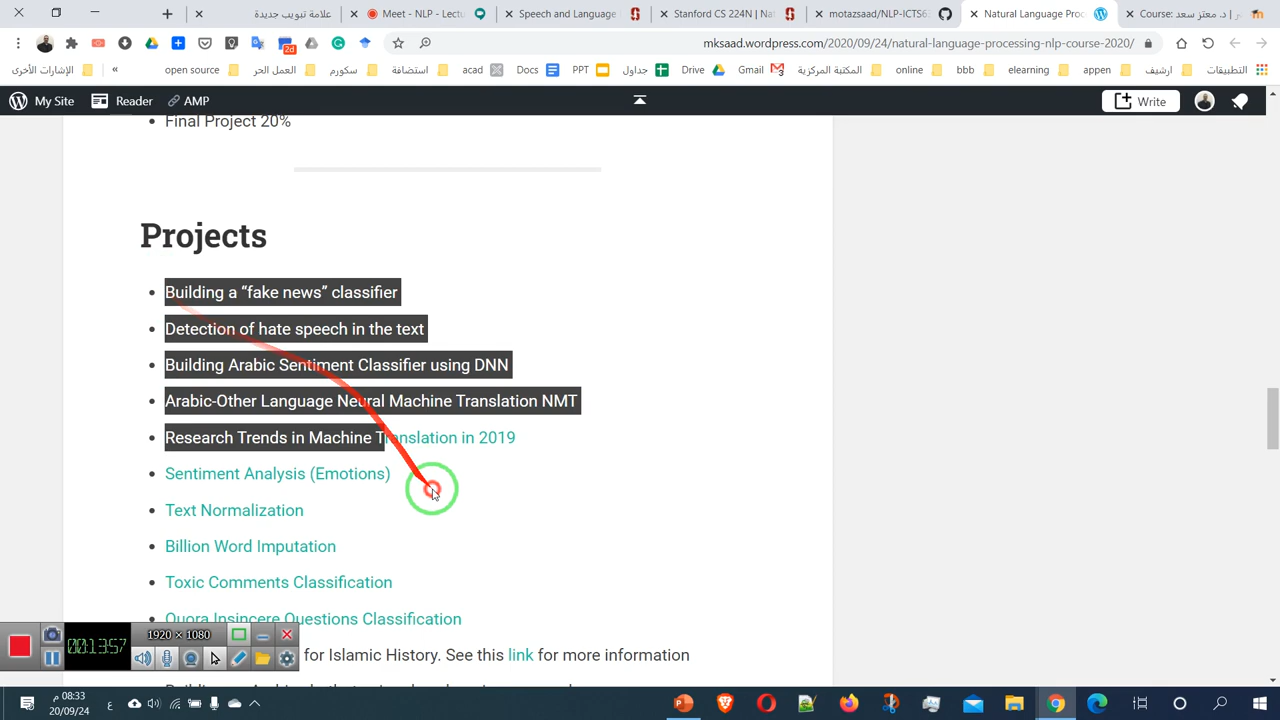 علامة تبويب جديدة
Meet - NLP - Lectu
Speech and Language
Stanford CS 224N | Na
motazsaad/NLP-ICTS63
Natural Language Proc
Course: د. معتز سعد
mksaad.wordpress.com/2020/09/24/natural-language-processing-nlp-course-2020/
2d
الإشارات الأخرى
«
open source
العمل الحر
سكورم
استضافة
acad
Docs
PPT
جداول
Drive
Gmail
المكتبة المركزية
online
bbb
elearning
appen
ارشيف
التطبيقات
My Site
Reader
AMP
Write
• Final Project 20%
Projects
• Building a “fake news” classifier
• Detection of hate speech in the text
• Building Arabic Sentiment Classifier using DNN
• Arabic-Other Language Neural Machine Translation NMT
• Research Trends in Machine Translation in 2019
• Sentiment Analysis (Emotions)
• Text Normalization
• Billion Word Imputation
• Toxic Comments Classification
• Quora Insincere Questions Classification
for Islamic History. See this link for more information
00:13:57
1920 × 1080
08:33 م
20/09/24
ع